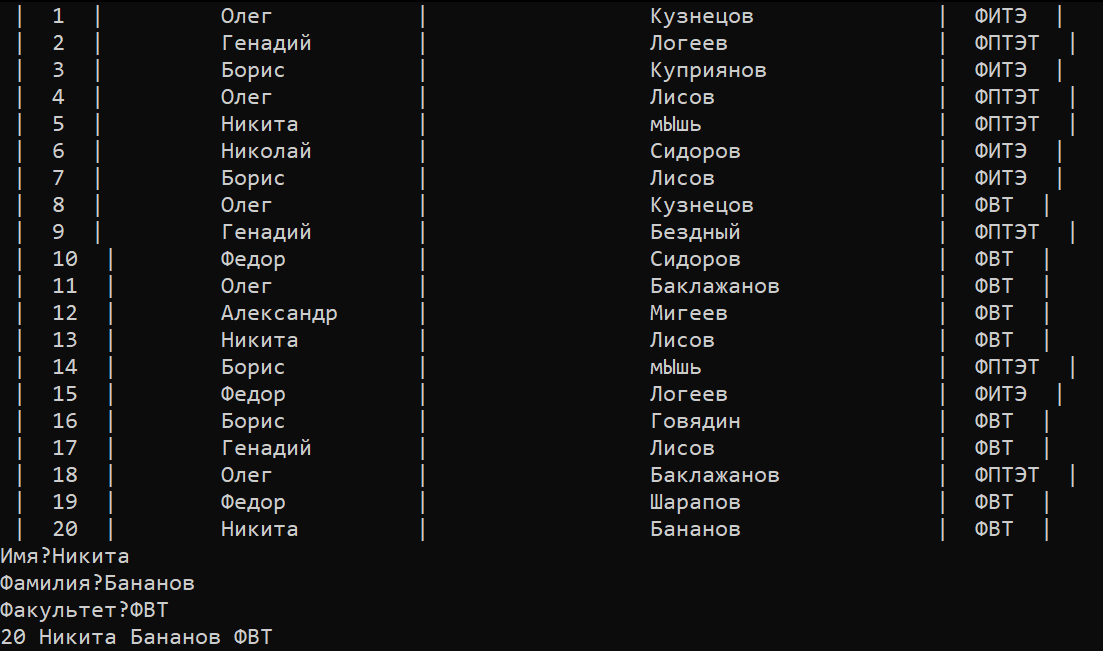 | 1 | Олег | Кузнецов | ФИТЭ |
| 2 | Генадий | Логеев | ФПТЭТ |
| 3 | Борис | Куприянов | ФИТЭ |
| 4 | Олег | Лисов | ФПТЭТ |
| 5 | Никита | мЫшь | ФПТЭТ |
| 6 | Николай | Сидоров | ФИТЭ |
| 7 | Борис | Лисов | ФИТЭ |
| 8 | Олег | Кузнецов | ФВТ |
| 9 | Генадий | Бездный | ФПТЭТ |
| 10 | Федор | Сидоров | ФВТ |
| 11 | Олег | Баклажанов | ФВТ |
| 12 | Александр | Мигеев | ФВТ |
| 13 | Никита | Лисов | ФВТ |
| 14 | Борис | мЫшь | ФПТЭТ |
| 15 | Федор | Логеев | ФИТЭ |
| 16 | Борис | Говядин | ФВТ |
| 17 | Генадий | Лисов | ФВТ |
| 18 | Олег | Баклажанов | ФПТЭТ |
| 19 | Федор | Шарапов | ФВТ |
| 20 | Никита | Бананов | ФВТ |
Имя?Никита
Фамилия?Бананов
Факультет?ФВТ
20 Никита Бананов ФВТ